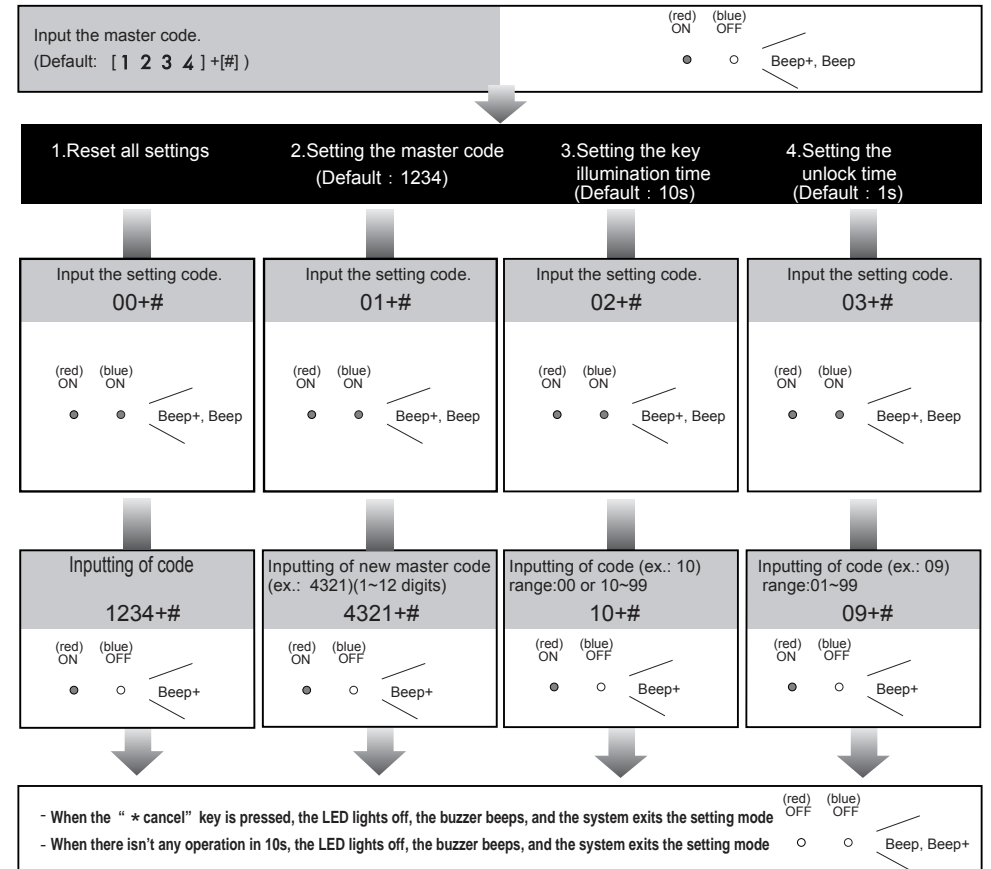 Input the master code.
(Default: [ 1 2 3 4 ] +[#] )
(red) (blue)
ON OFF
Beep+, Beep
1.Reset all settings
2.Setting the master code
(Default : 1234)
3.Setting the key
illumination time
(Default : 10s)
4.Setting the
unlock time
(Default : 1s)
Input the setting code.
00+#
(red) (blue)
ON ON
Beep+, Beep
Input the setting code.
01+#
(red) (blue)
ON ON
Beep+, Beep
Input the setting code.
02+#
(red) (blue)
ON ON
Beep+, Beep
Input the setting code.
03+#
(red) (blue)
ON ON
Beep+, Beep
Inputting of code
1234+#
(red) (blue)
ON OFF
Beep+
Inputting of new master code
(ex.: 4321)(1~12 digits)
4321+#
(red) (blue)
ON OFF
Beep+
Inputting of code (ex.: 10)
range:00 or 10~99
10+#
(red) (blue)
ON OFF
Beep+
Inputting of code (ex.: 09)
range:01~99
09+#
(red) (blue)
ON OFF
Beep+
- When the “ * cancel” key is pressed, the LED lights off, the buzzer beeps, and the system exits the setting mode
- When there isn’t any operation in 10s, the LED lights off, the buzzer beeps, and the system exits the setting mode
(red) (blue)
OFF OFF
Beep, Beep+